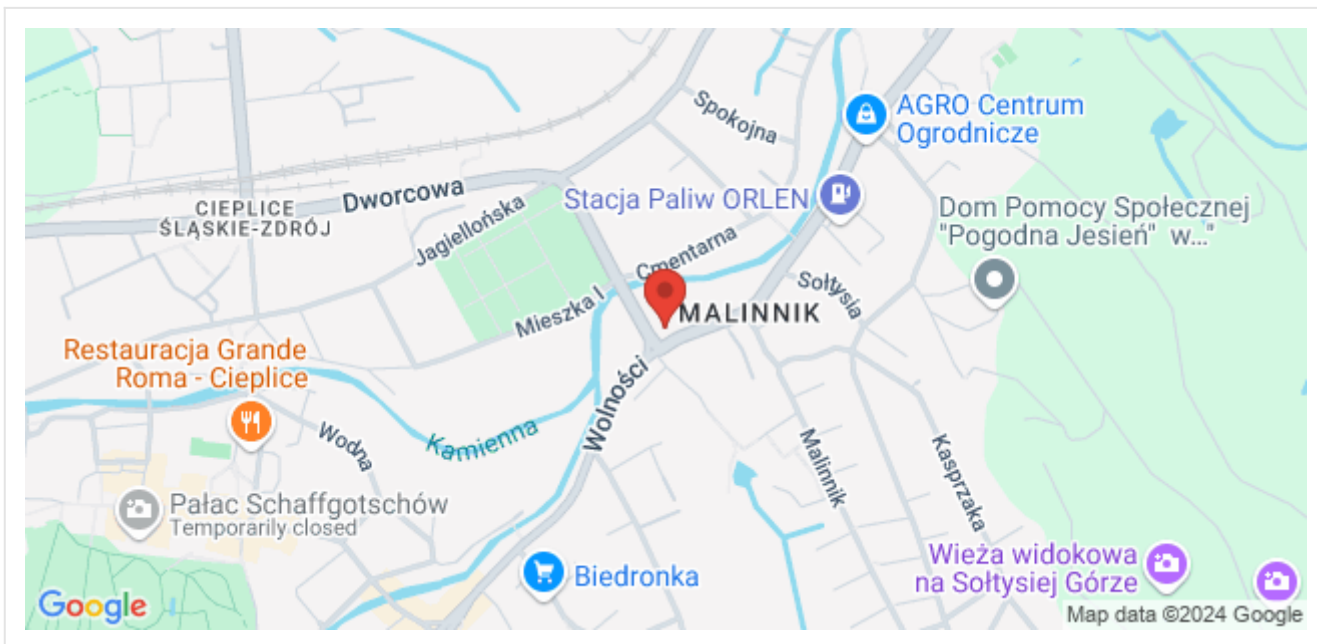 Spokojna
AGRO Centrum
Ogrodnicze
Dworcowa
Stacja Paliw ORLEN
CIEPLICE
ŚLĄSKIE-ZDRÓJ
Jagiellońska
Dom Pomocy Społecznej
"Pogodna Jesień" w..."
Cmentarna
Sołtysia
Mieszka I
MALINNIK
Restauracja Grande
Roma - Cieplice
Wolności
Wodna
Kamienna
Malinnik
Kasprzaka
Pałac Schaffgotschów
Temporarily closed
Biedronka
Wieża widokowa
na Sołtysiej Górze
Google
Map data ©2024 Google